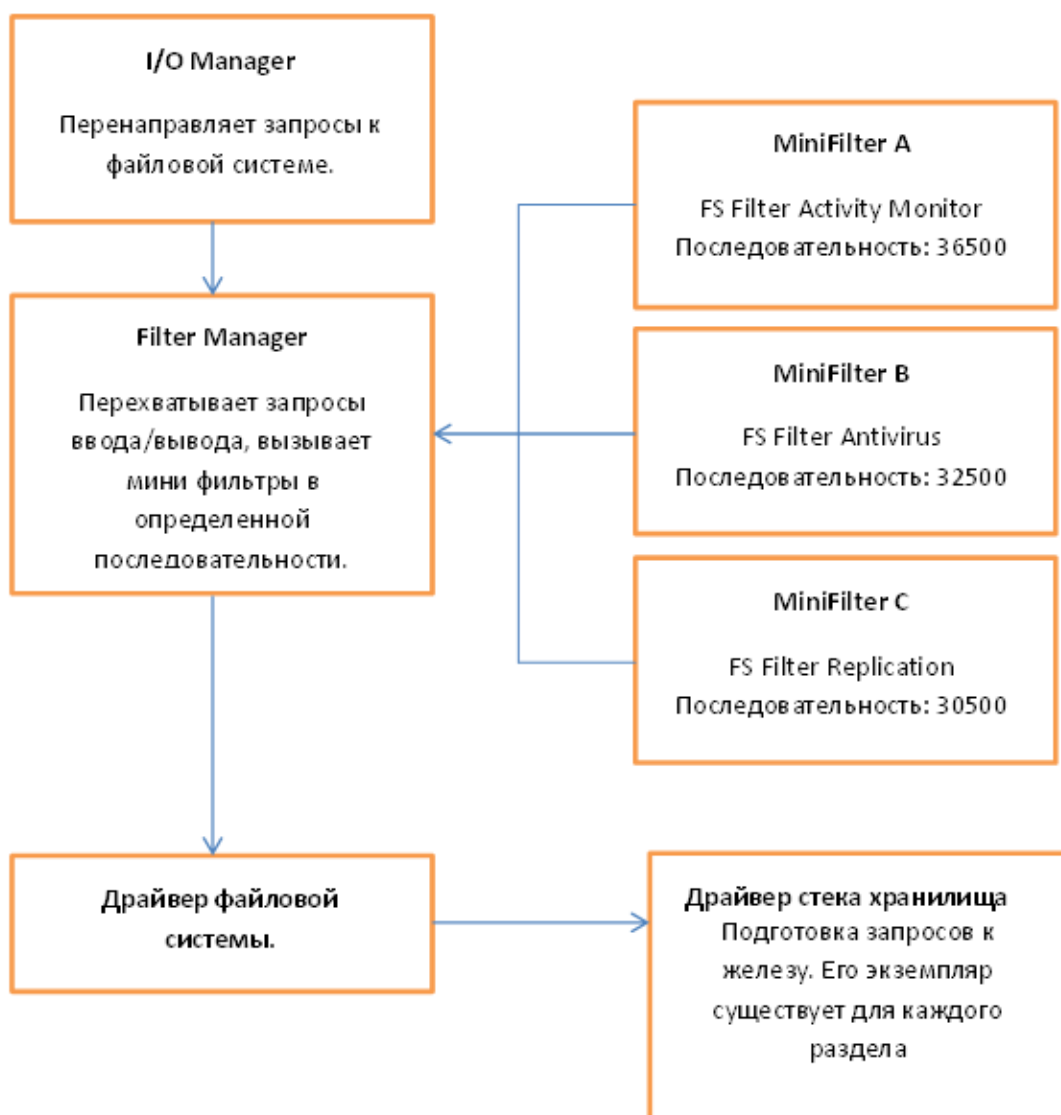 I/O Manager
Перенаправляет запросы к
файловой системе.
Filter Manager
Перехватывает запросы
ввода/вывода, вызывает
мини фильтры в
определенной
последовательности.
MiniFilter A
FS Filter Activity Monitor
Последовательность: 36500
MiniFilter B
FS Filter Antivirus
Последовательность: 32500
MiniFilter C
FS Filter Replication
Последовательность: 30500
Драйвер файловой
системы.
Драйвер стека хранилища
Подготовка запросов к
железу. Его экземпляр
существует для каждого
раздела